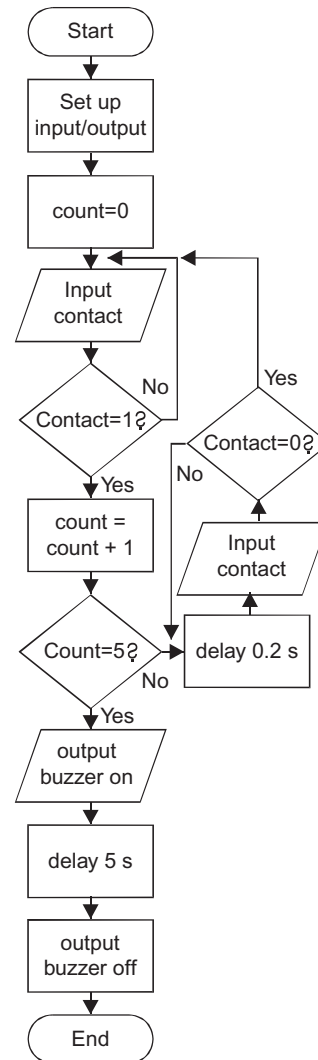 Start
Set up
input/output
count=0
Input
contact
Contact=1?
No
Yes
count =
count + 1
Count=5?
No
Yes
delay 0.2 s
Input
contact
Contact=0?
No
Yes
output
buzzer on
delay 5 s
output
buzzer off
End